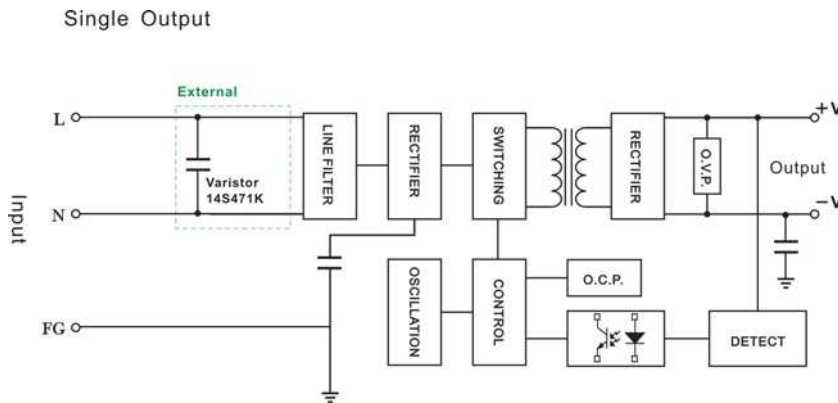 Single Output
External
L
Varistor
14S471K
N
Input
FG
LINE FILTER
RECTIFIER
SWITCHING
RECTIFIER
O.V.P.
+V
Output
-V
OSCILLATION
CONTROL
O.C.P.
DETECT